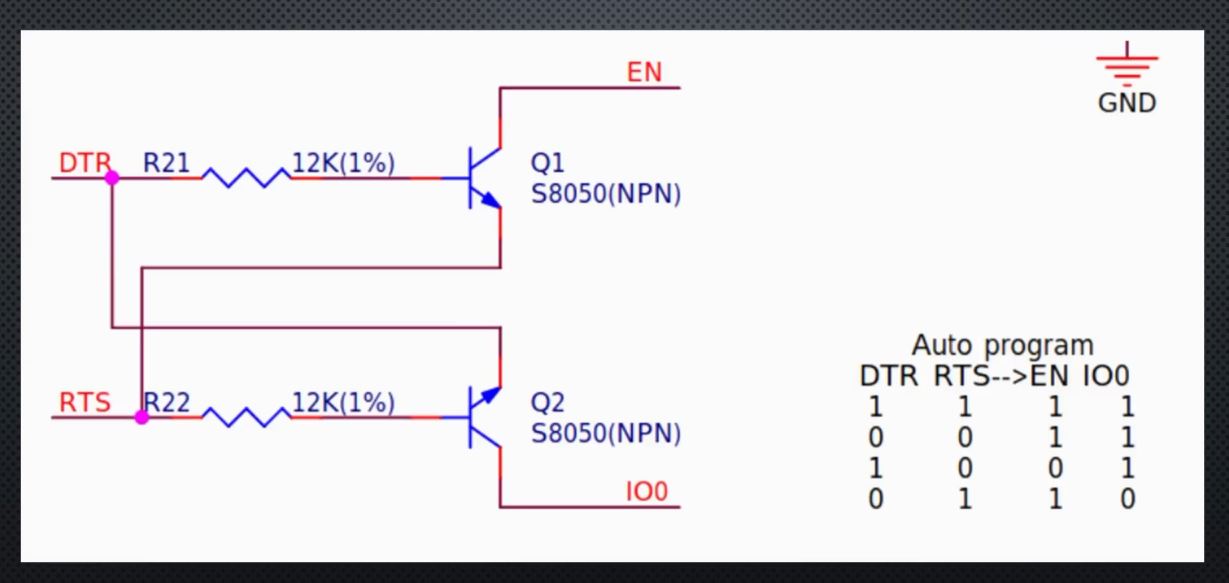 EN
GND
DTR R21 12K(1%) Q1
S8050(NPN)
Auto program
DTR RTS-->EN IO0
1 1 1 1
0 0 1 1
1 0 0 1
0 1 1 0
RTS R22 12K(1%) Q2
S8050(NPN)
IO0